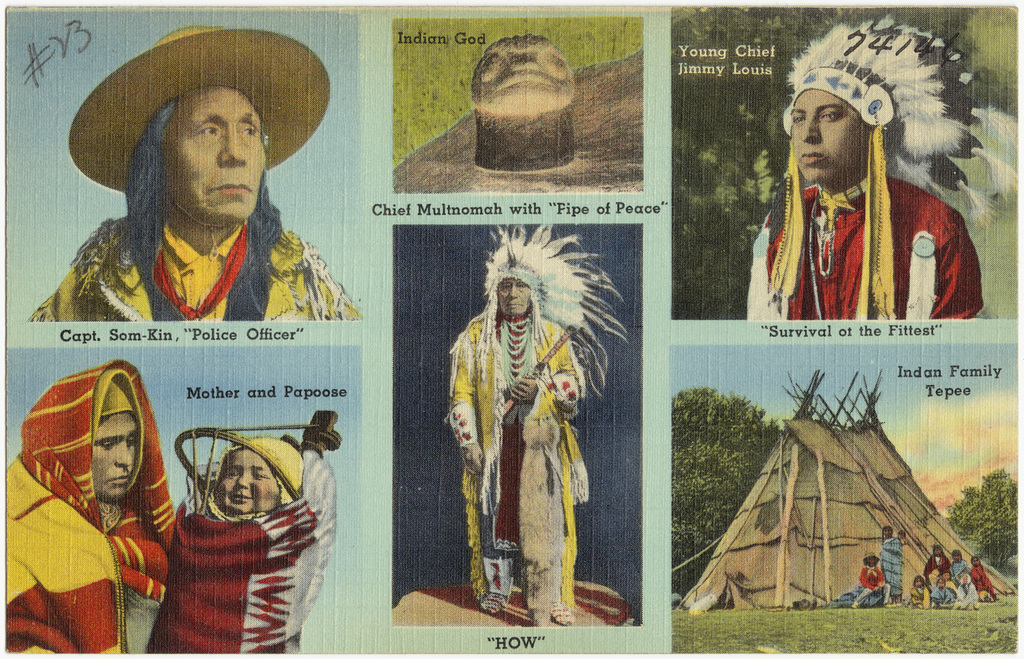 #23
Indian God
Young Chief
Jimmy Louis
74146
Chief Multnomah with "Pipe of Peace"
Capt. Som-Kin, "Police Officer"
"Survival of the Fittest"
Mother and Papoose
Indan Family
Tepee
"HOW"